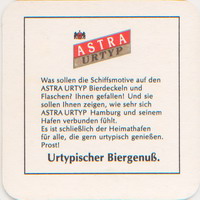 ASTRA
URTYP
Was sollen die Schiffsmotive auf den
ASTRA URTYP Bierdeckeln und
Flaschen? Ihnen gefallen! Und sie
sollen Ihnen zeigen, wie sehr sich
ASTRA URTYP Hamburg und seinem
Hafen verbunden fühlt.
Es ist schließlich der Heimathafen
für alle, die gern urtypisch genießen.
Prost!
Urtypischer Biergenuß.